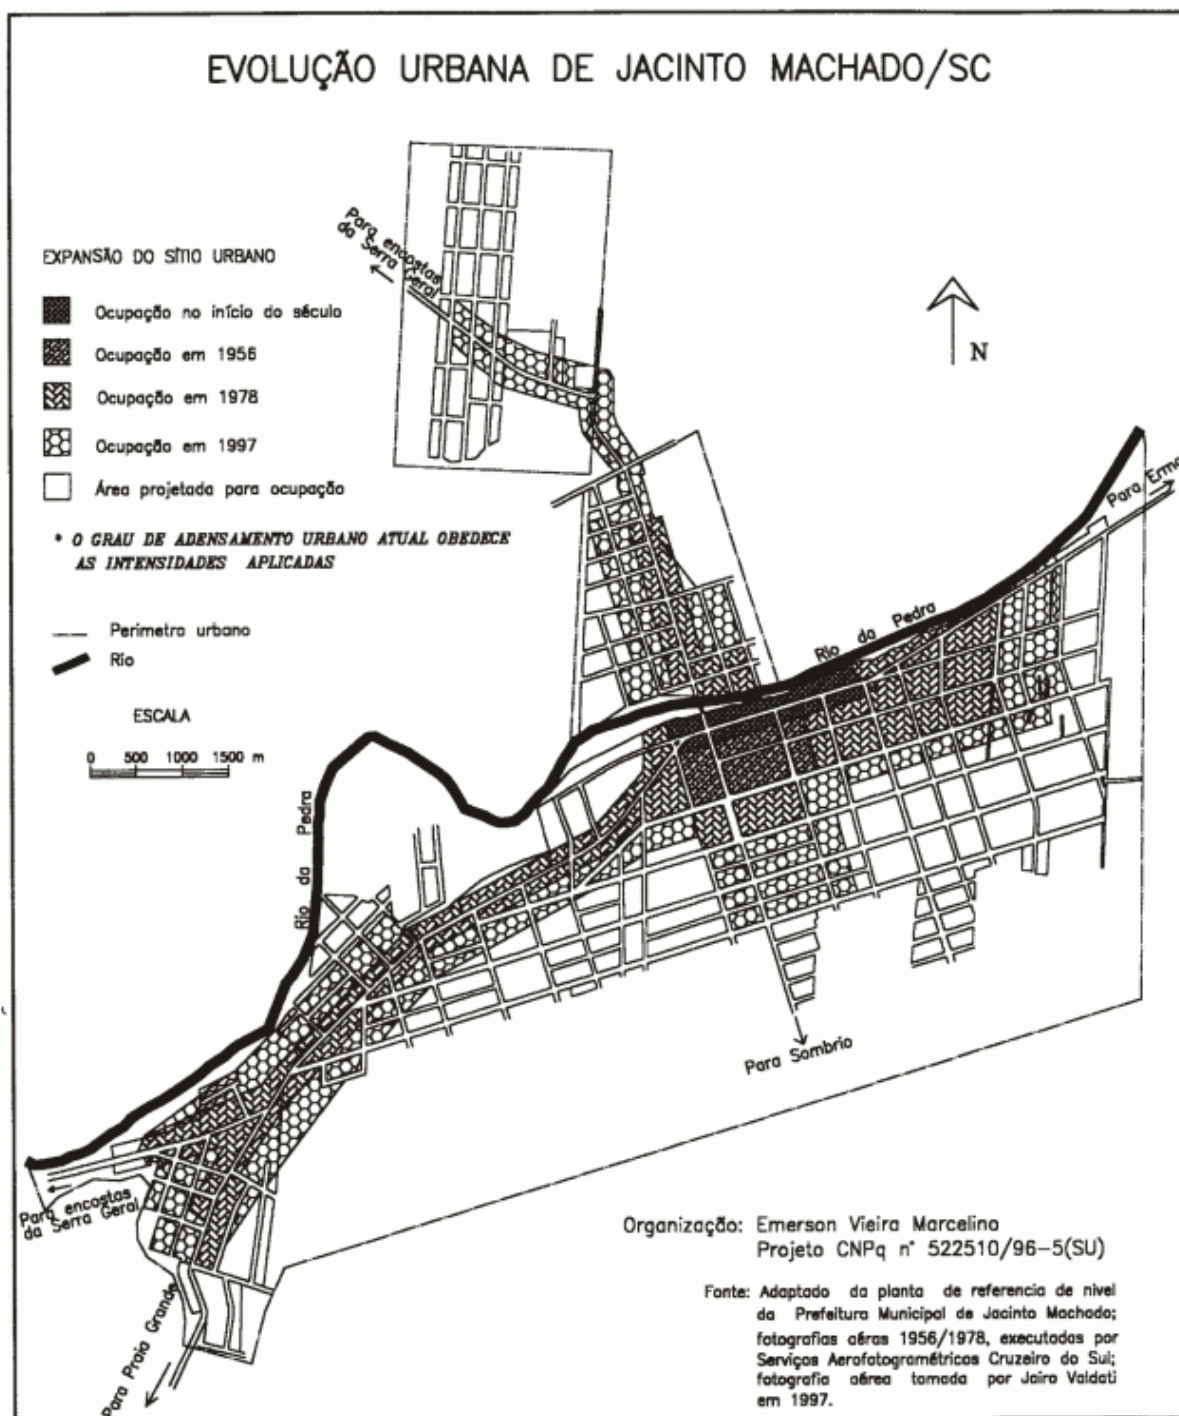 EVOLUÇÃO URBANA DE JACINTO MACHADO/SC
Para encostas
da Serra Geral
EXPANSÃO DO SÍTIO URBANO
Ocupação no início do século
Ocupação em 1956
Ocupação em 1978
Ocupação em 1997
Área projetada para ocupação
* O GRAU DE ADENSAMENTO URBANO ATUAL OBEDECE
AS INTENSIDADES APLICADAS
Perimetro urbano
Rio
ESCALA
0 500 1000 1500 m
N
Para Ermo
Rio da Pedra
Rio da Pedra
Para Sombrio
Para encostas
da Serra Geral
Para Praia Grande
Organização: Emerson Vieira Marcelino
Projeto CNPq n° 522510/96-5(SU)
Fonte: Adaptado da planta de referencia de nivel
da Prefeitura Municipal de Jacinto Machado;
fotografias aéras 1956/1978, executadas por
Serviços Aerofotogramétricos Cruzeiro do Sul;
fotografia aérea tomada por Jairo Valdati
em 1997.